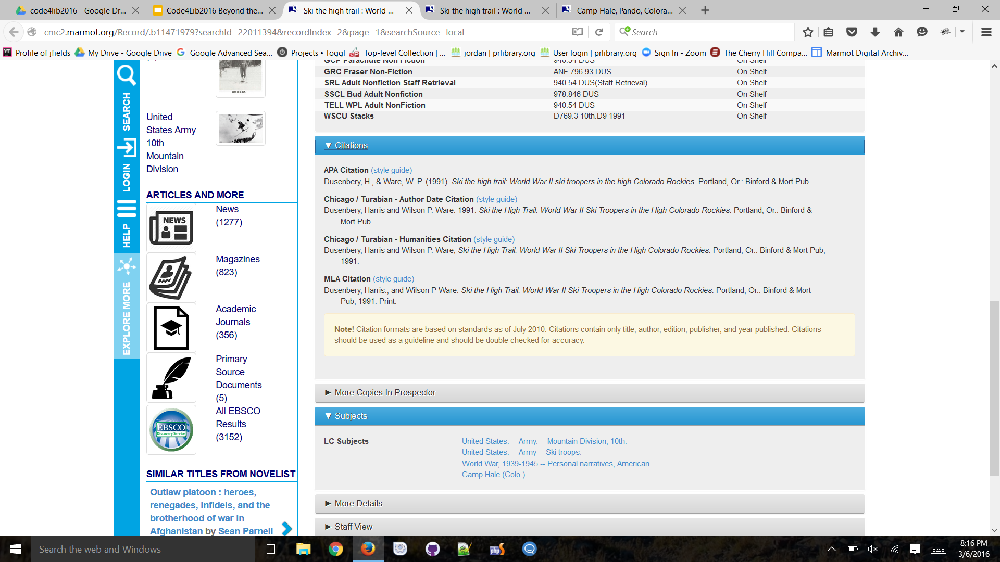 code4lib2016 - Google Dr...
Code4Lib2016 Beyond the...
Ski the high trail : World ...
Ski the high trail : World ...
Camp Hale, Pando, Colora...
cmc2.marmot.org/Record/.b11471979?searchId=22011394&recordIndex=2&page=1&searchSource=local
Search
Profile of jfields
My Drive - Google Drive
Google Advanced Sea...
Projects • Toggl
Top-level Collection | ...
jordan | prlibrary.org
User login | prlibrary.org
Sign In - Zoom
The Cherry Hill Compa...
Marmot Digital Archiv...
SEARCH
LOGIN
HELP
EXPLORE MORE
United
States Army
10th
Mountain
Division
ARTICLES AND MORE
NEWS
News
(1277)
Magazines
(823)
Academic
Journals
(356)
Primary
Source
Documents
(5)
EBSCO
Discovery Service
All EBSCO
Results
(3152)
SIMILAR TITLES FROM NOVELIST
Outlaw platoon : heroes,
renegades, infidels, and the
brotherhood of war in
Afghanistan by Sean Parnell
GCP Parachute Non Fiction 940.54 DUS On Shelf
GRC Fraser Non-Fiction ANF 796.93 DUS On Shelf
SRL Adult Nonfiction Staff Retrieval 940.54 DUS(Staff Retrieval) On Shelf
SSCL Bud Adult Nonfiction 978.846 DUS On Shelf
TELL WPL Adult NonFiction 940.54 DUS On Shelf
WSCU Stacks D769.3 10th.D9 1991 On Shelf
▼ Citations
APA Citation (style guide)
Dusenbery, H., & Ware, W. P. (1991). Ski the high trail: World War II ski troopers in the high Colorado Rockies. Portland, Or.: Binford & Mort Pub.
Chicago / Turabian - Author Date Citation (style guide)
Dusenbery, Harris and Wilson P. Ware. 1991. Ski the High Trail: World War II Ski Troopers in the High Colorado Rockies. Portland, Or.: Binford &
Mort Pub.
Chicago / Turabian - Humanities Citation (style guide)
Dusenbery, Harris and Wilson P. Ware, Ski the High Trail: World War II Ski Troopers in the High Colorado Rockies. Portland, Or.: Binford & Mort Pub,
1991.
MLA Citation (style guide)
Dusenbery, Harris., and Wilson P Ware. Ski the High Trail: World War II Ski Troopers in the High Colorado Rockies. Portland, Or.: Binford & Mort
Pub, 1991. Print.
Note! Citation formats are based on standards as of July 2010. Citations contain only title, author, edition, publisher, and year published. Citations
should be used as a guideline and should be double checked for accuracy.
► More Copies In Prospector
▼ Subjects
LC Subjects United States. -- Army. -- Mountain Division, 10th.
United States. -- Army -- Ski troops.
World War, 1939-1945 -- Personal narratives, American.
Camp Hale (Colo.)
► More Details
► Staff View
Search the web and Windows
php
8:16 PM
3/6/2016